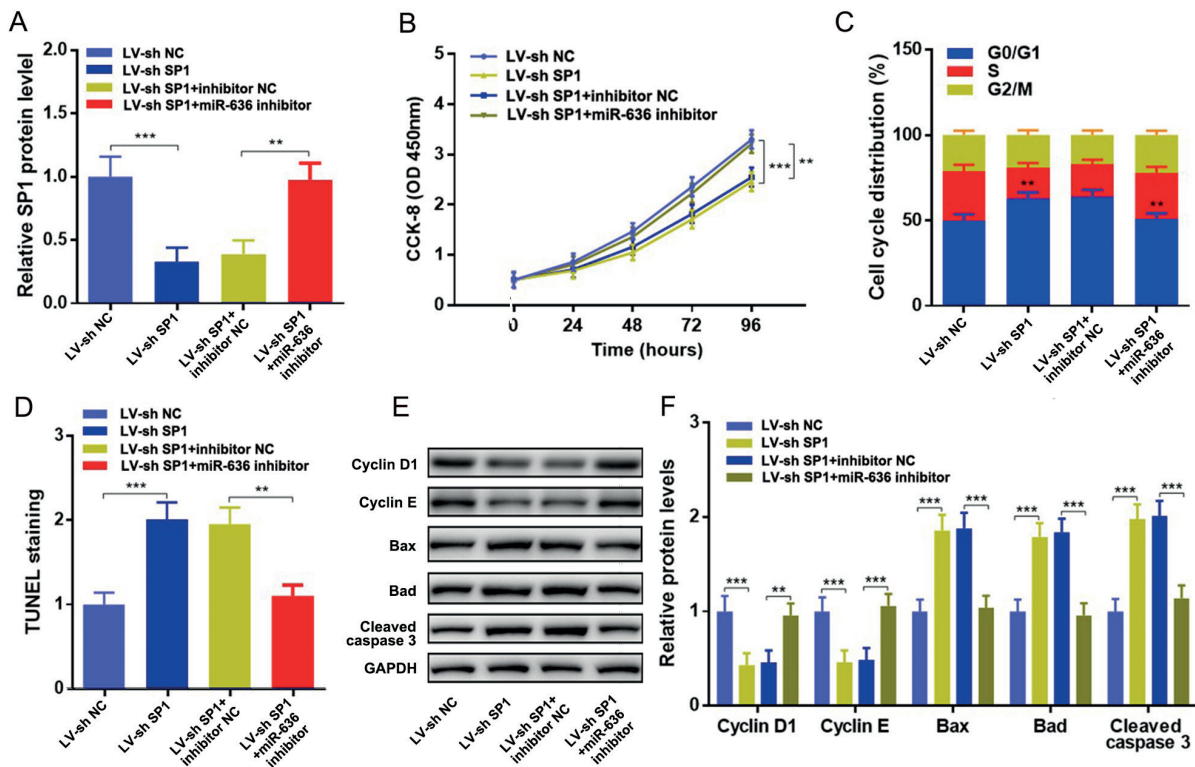 A
LV-sh NC
LV-sh SP1
LV-sh SP1+inhibitor NC
LV-sh SP1+miR-636 inhibitor
Relative SP1 protein levlel
2.0
1.5
1.0
0.5
0.0
***
**
LV-sh NC
LV-sh SP1
LV-sh SP1+
inhibitor NC
LV-sh SP1
+miR-636
inhibitor
B
LV-sh NC
LV-sh SP1
LV-sh SP1+inhibitor NC
LV-sh SP1+miR-636 inhibitor
CCK-8 (OD 450nm)
5
4
3
2
1
0
***
**
0
24
48
72
96
Time (hours)
C
G0/G1
S
G2/M
Cell cycle distribution (%)
150
100
50
0
**
**
LV-sh NC
LV-sh SP1
LV-sh SP1+
inhibitor NC
LV-sh SP1
+miR-636
inhibitor
D
LV-sh NC
LV-sh SP1
LV-sh SP1+inhibitor NC
LV-sh SP1+miR-636 inhibitor
TUNEL staining
3
2
1
0
***
**
LV-sh NC
LV-sh SP1
LV-sh SP1+
inhibitor NC
LV-sh SP1
+miR-636
inhibitor
E
Cyclin D1
Cyclin E
Bax
Bad
Cleaved
caspase 3
GAPDH
LV-sh NC
LV-sh SP1
LV-sh SP1+
inhibitor NC
LV-sh SP1
+miR-636
inhibitor
F
LV-sh NC
LV-sh SP1
LV-sh SP1+inhibitor NC
LV-sh SP1+miR-636 inhibitor
Relative protein levels
3
2
1
0
***
**
***
***
***
***
***
***
***
***
Cyclin D1
Cyclin E
Bax
Bad
Cleaved
caspase 3